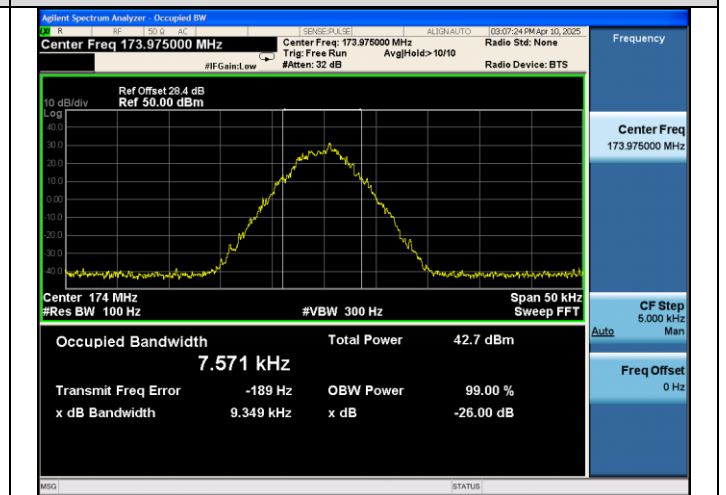 Agilent Spectrum Analyzer - Occupied BW
R RF 50 Ω AC SENSE:PULSE ALIGN AUTO 03:07:24 PM Apr 10, 2025
Center Freq 173.975000 MHz
Center Freq: 173.975000 MHz Radio Std: None
Trig: Free Run Avg|Hold:> 10/10
#IFGain:Low #Atten: 32 dB Radio Device: BTS
Frequency
Ref Offset 28.4 dB
10 dB/div Ref 50.00 dBm
Log
40.0
30.0
20.0
10.0
0.00
-10.0
-20.0
-30.0
-40.0
Center 174 MHz Span 50 kHz
#Res BW 100 Hz #VBW 300 Hz Sweep FFT
Occupied Bandwidth Total Power 42.7 dBm
7.571 kHz
Transmit Freq Error -189 Hz OBW Power 99.00 %
x dB Bandwidth 9.349 kHz x dB -26.00 dB
Center Freq
173.975000 MHz
CF Step
5.000 kHz
Auto Man
Freq Offset
0 Hz
MSG STATUS